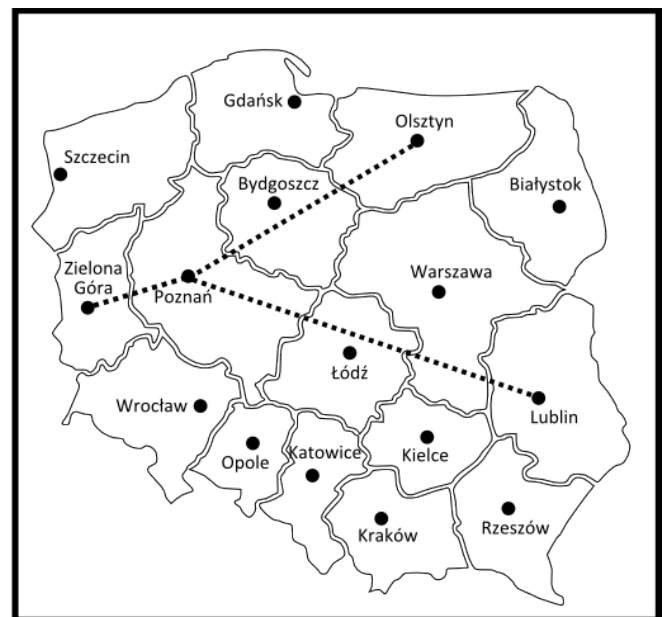 Gdańsk
Olsztyn
Szczecin
Bydgoszcz
Białystok
Zielona
Góra
Poznań
Warszawa
Łódź
Wrocław
Lublin
Opole
Katowice
Kielce
Kraków
Rzeszów